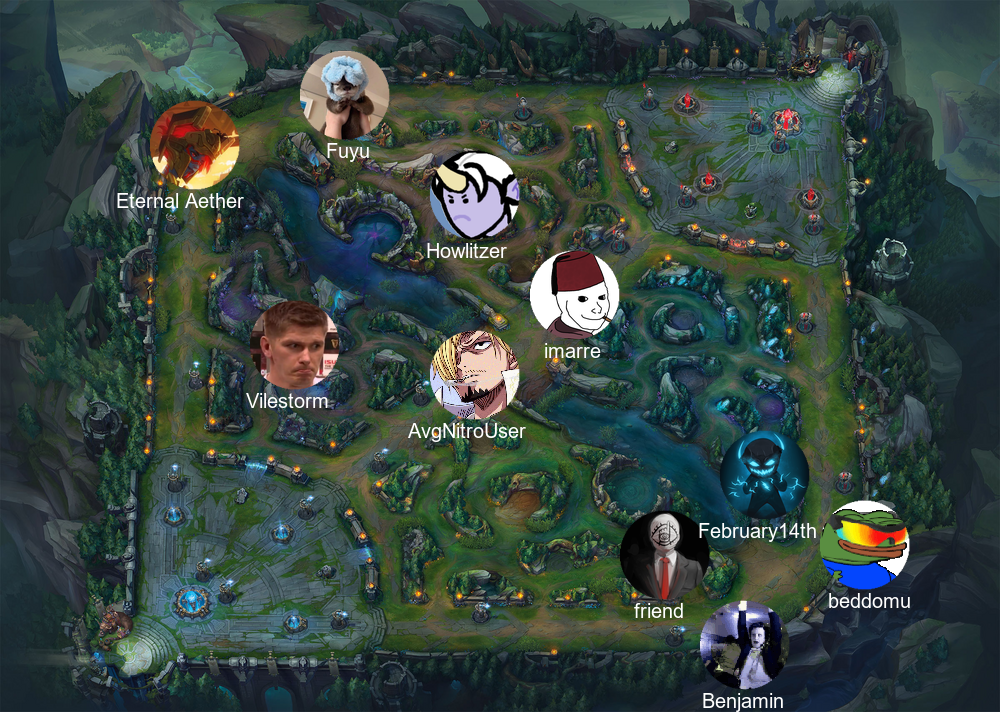 Fuyu
Eternal Aether
Howlitzer
imarre
Vilestorm
AvgNitroUser
February14th
beddomu
friend
Benjamin